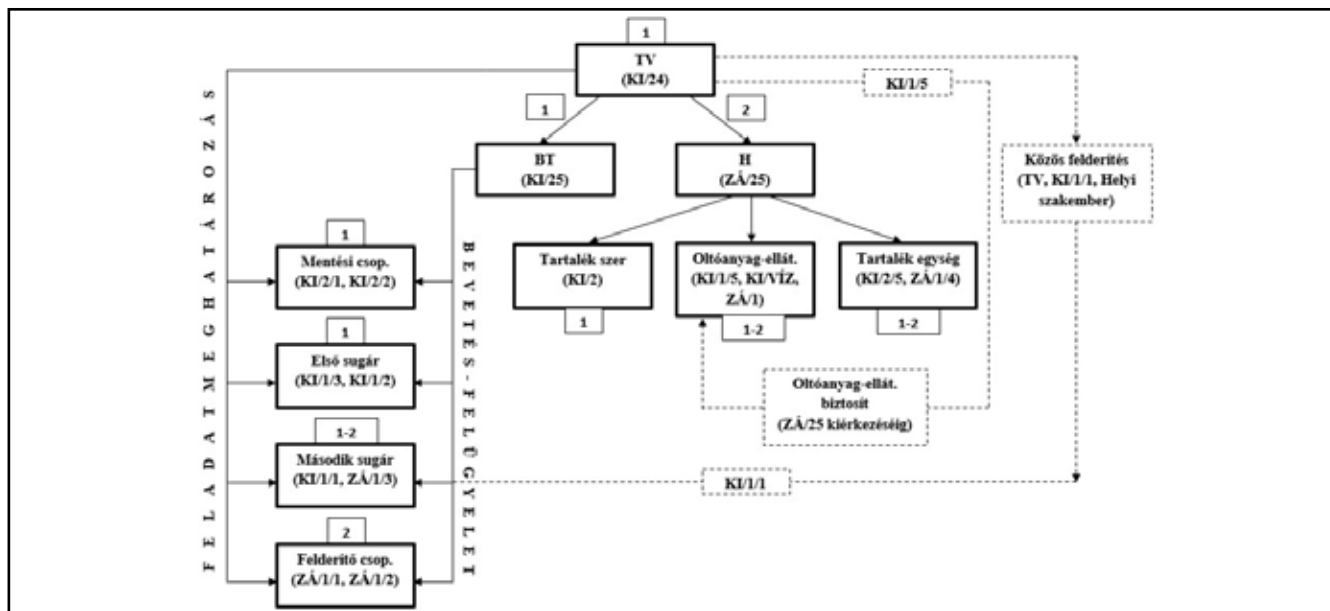 1
TV
(KI/24)
KI/1/5
1
2
BT
(KI/25)
H
(ZÁ/25)
Közös felderítés
(TV, KI/1/1, Helyi
szakember)
FELADATMEGHATÁROZÁS
BEVETÉS-FELÜGYELET
1
Mentési csop.
(KI/2/1, KI/2/2)
Tartalék szer
(KI/2)
1
Oltóanyag-ellát.
(KI/1/5, KI/VÍZ,
ZÁ/1)
1-2
Tartalék egység
(KI/2/5, ZÁ/1/4)
1-2
1
Első sugár
(KI/1/3, KI/1/2)
Oltóanyag-ellát.
biztosít
(ZÁ/25 kiérkezéséig)
1-2
Második sugár
(KI/1/1, ZÁ/1/3)
KI/1/1
2
Felderítő csop.
(ZÁ/1/1, ZÁ/1/2)